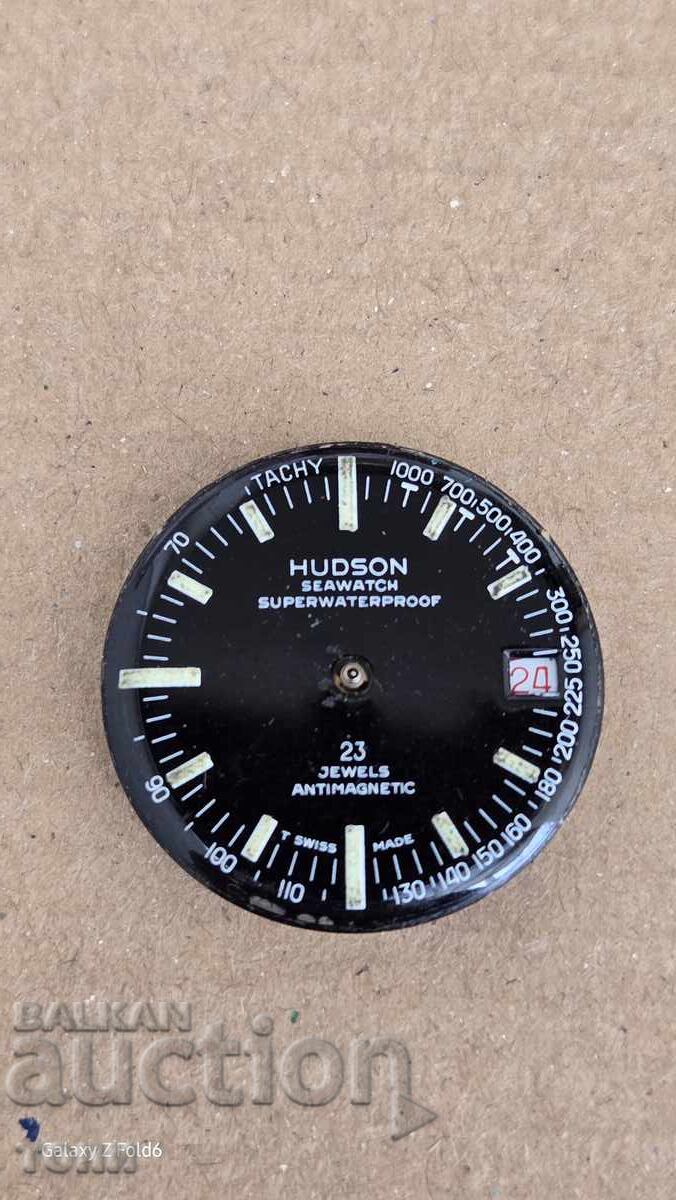 TACHY 1000 700 500 400 300 250 225 200 180 160 150 140 130 110 100 90 70
HUDSON
SEAWATCH
SUPERWATERPROOF
24
23
JEWELS
ANTIMAGNETIC
T SWISS MADE
BALKAN
auction
Galaxy Z Fold6
ТОНИ